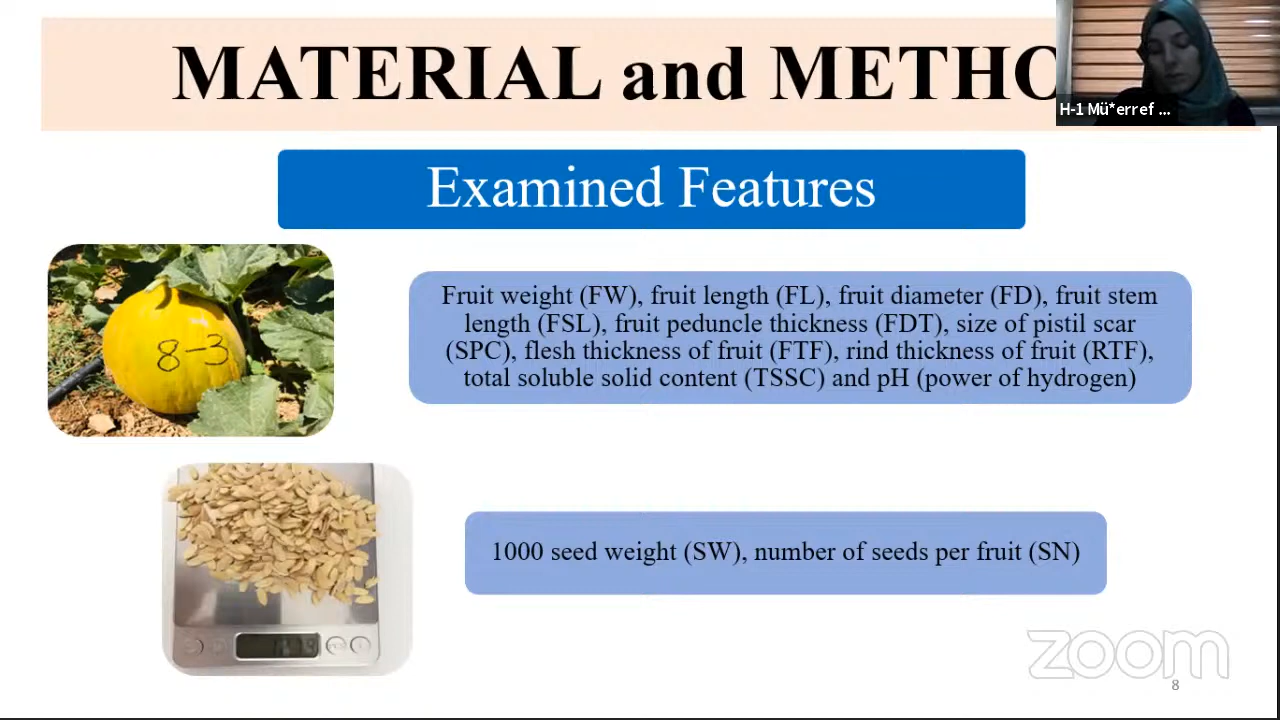 MATERIAL and METHO
H-1 Mü*erref ...
Examined Features
8-3
Fruit weight (FW), fruit length (FL), fruit diameter (FD), fruit stem
length (FSL), fruit peduncle thickness (FDT), size of pistil scar
(SPC), flesh thickness of fruit (FTF), rind thickness of fruit (RTF),
total soluble solid content (TSSC) and pH (power of hydrogen)
1000 seed weight (SW), number of seeds per fruit (SN)
zoom
8